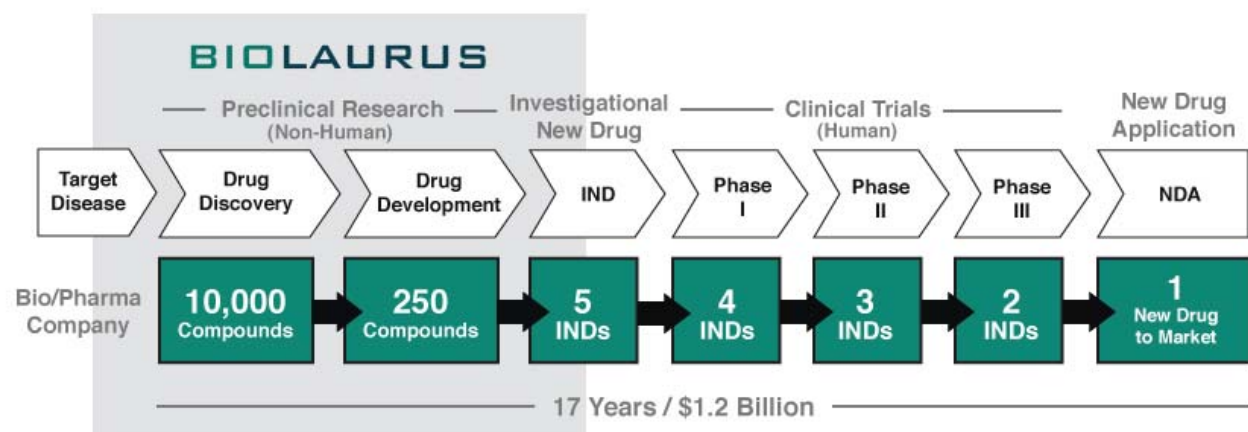 BIOLAURUS
Preclinical Research
(Non-Human)
Investigational
New Drug
Clinical Trials
(Human)
New Drug
Application
Target
Disease
Drug
Discovery
Drug
Development
IND
Phase
I
Phase
II
Phase
III
NDA
Bio/Pharma
Company
10,000
Compounds
250
Compounds
5
INDs
4
INDs
3
INDs
2
INDs
1
New Drug
to Market
17 Years / $1.2 Billion